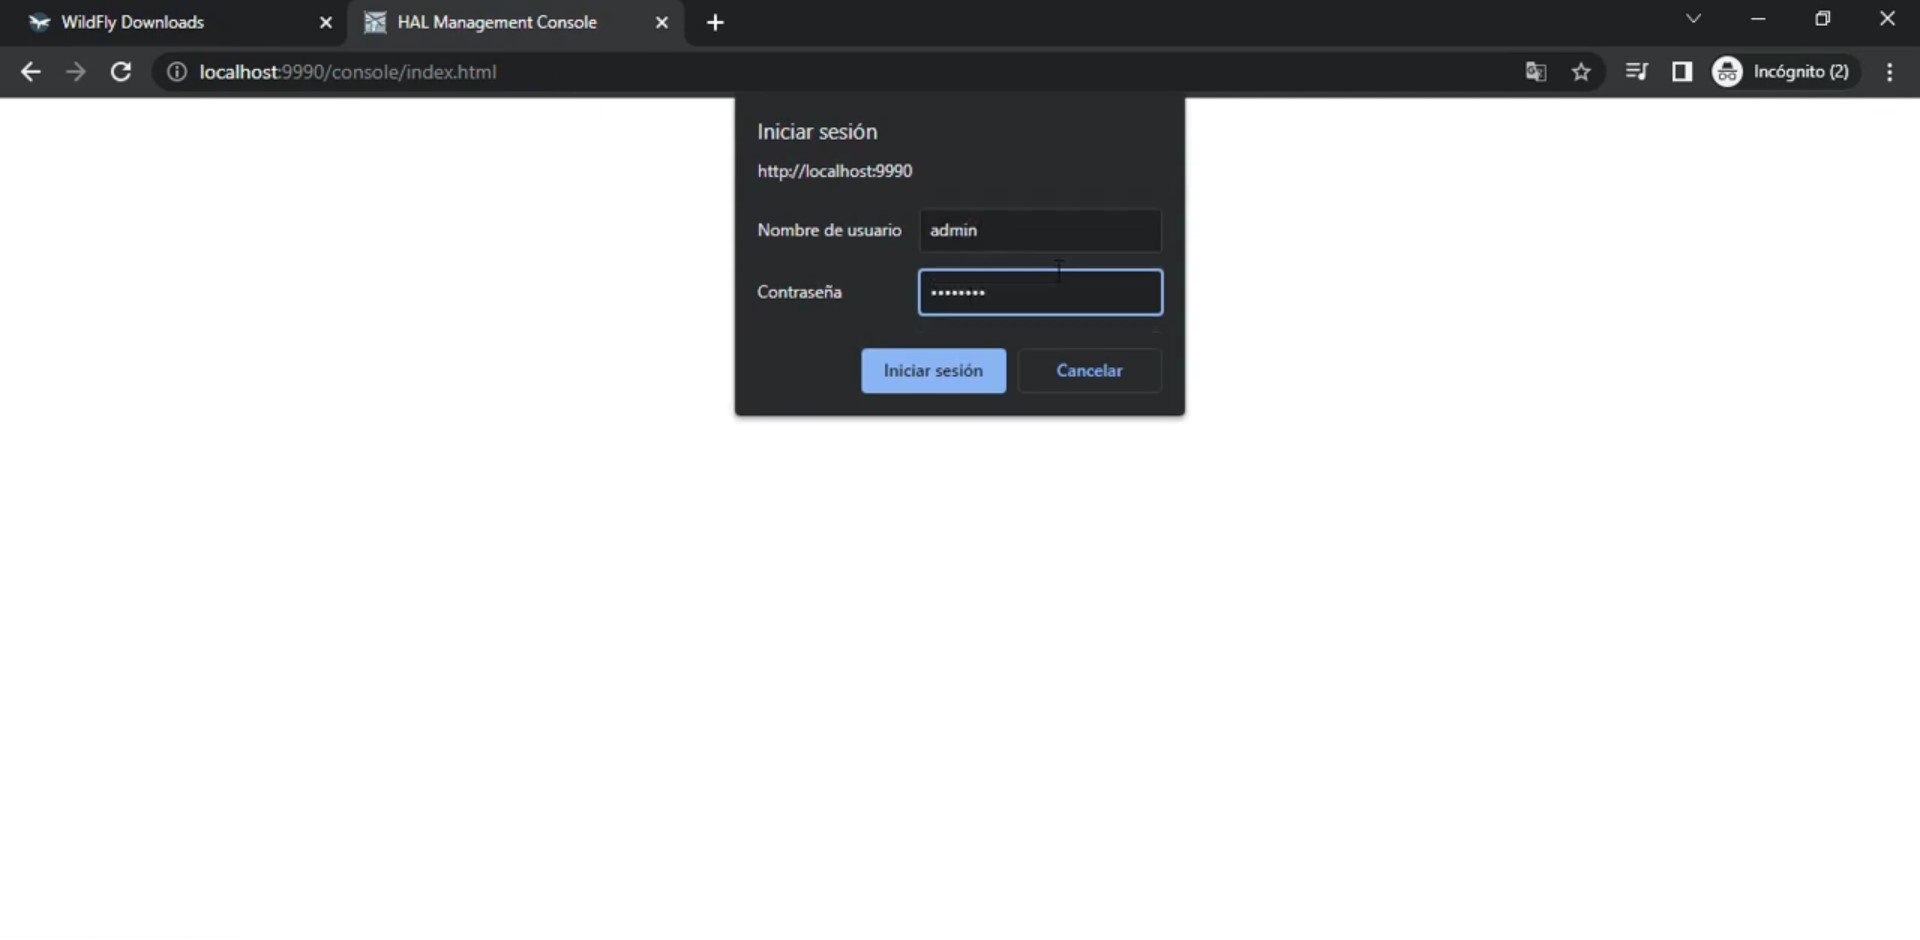 WildFly Downloads
HAL Management Console
localhost:9990/console/index.html
Incógnito (2)
Iniciar sesión
http://localhost:9990
Nombre de usuario
admin
Contraseña
••••••••
Iniciar sesión
Cancelar